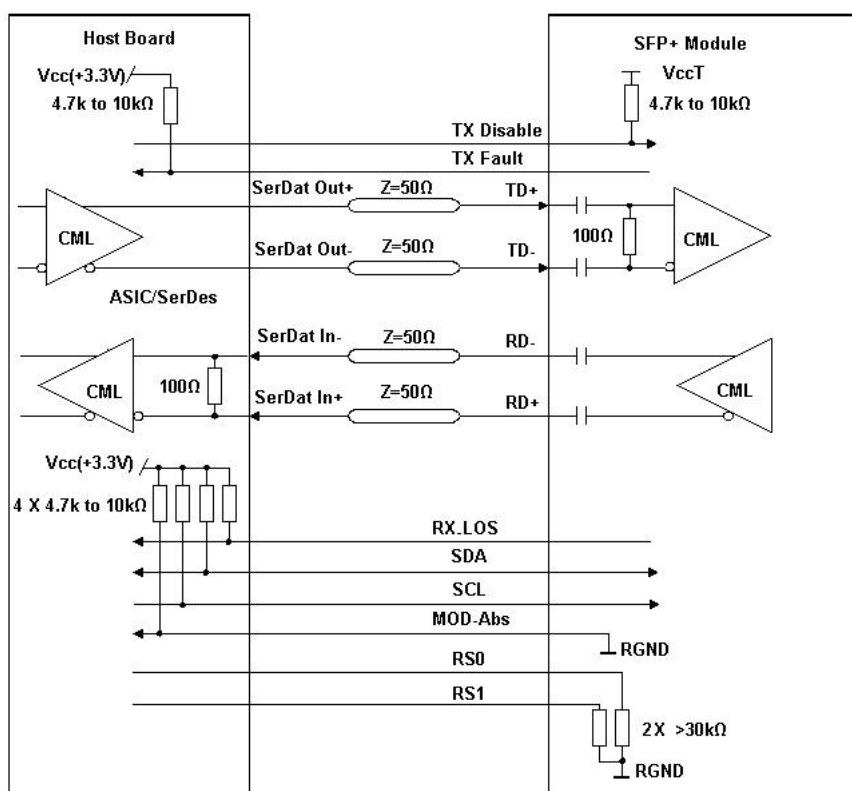 Host Board
SFP+ Module
Vcc(+3.3V)
4.7k to 10kΩ
VccT
4.7k to 10kΩ
TX Disable
TX Fault
SerDat Out+
Z=50Ω
TD+
CML
100Ω
CML
SerDat Out-
Z=50Ω
TD-
ASIC/SerDes
SerDat In-
Z=50Ω
RD-
CML
100Ω
SerDat In+
Z=50Ω
RD+
CML
Vcc(+3.3V)
4 X 4.7k to 10kΩ
RX_LOS
SDA
SCL
MOD-Abs
RGND
RS0
RS1
2 X >30kΩ
RGND